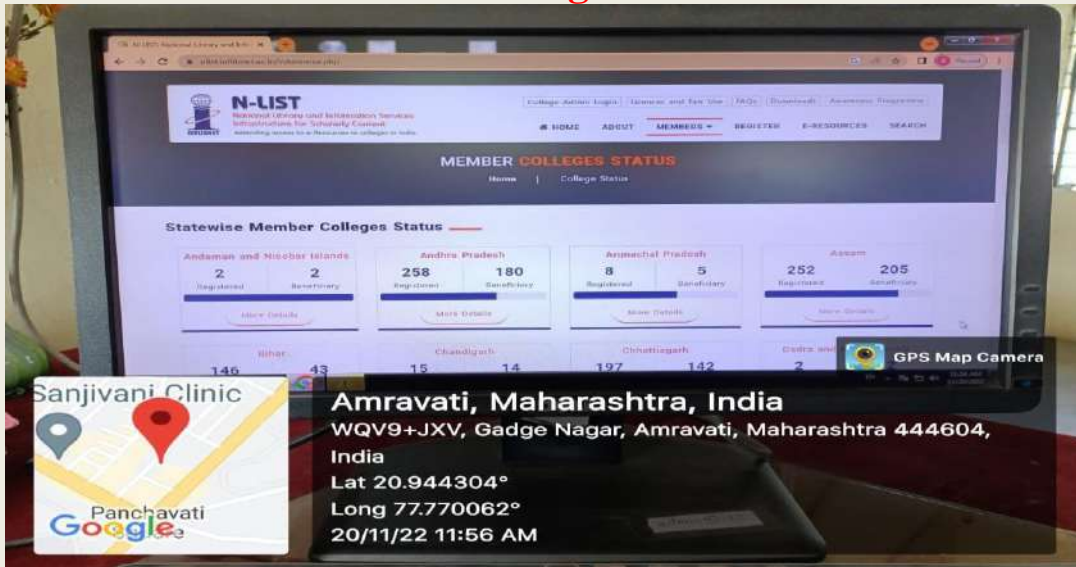 N-LIST
National Library and Information Services
Infrastructure for Scholarly Content
College Admin Login
FAQs
Downloads
HOME ABOUT MEMBERS REGISTER E-RESOURCES SEARCH
MEMBER COLLEGES STATUS
Home | College Status
Statewise Member Colleges Status
Andaman and Nicobar Islands Andhra Pradesh Arunachal Pradesh Assam
2 2 258 180 8 5 252 205
Registered Beneficiary Registered Beneficiary Registered Beneficiary Registered Beneficiary
More Details More Details More Details More Details
Bihar Chandigarh Chhattisgarh
146 43 15 14 197 142 2
GPS Map Camera
Sanjivani Clinic
Panchavati
Google
Amravati, Maharashtra, India
WQV9+JXV, Gadge Nagar, Amravati, Maharashtra 444604,
India
Lat 20.944304°
Long 77.770062°
20/11/22 11:56 AM